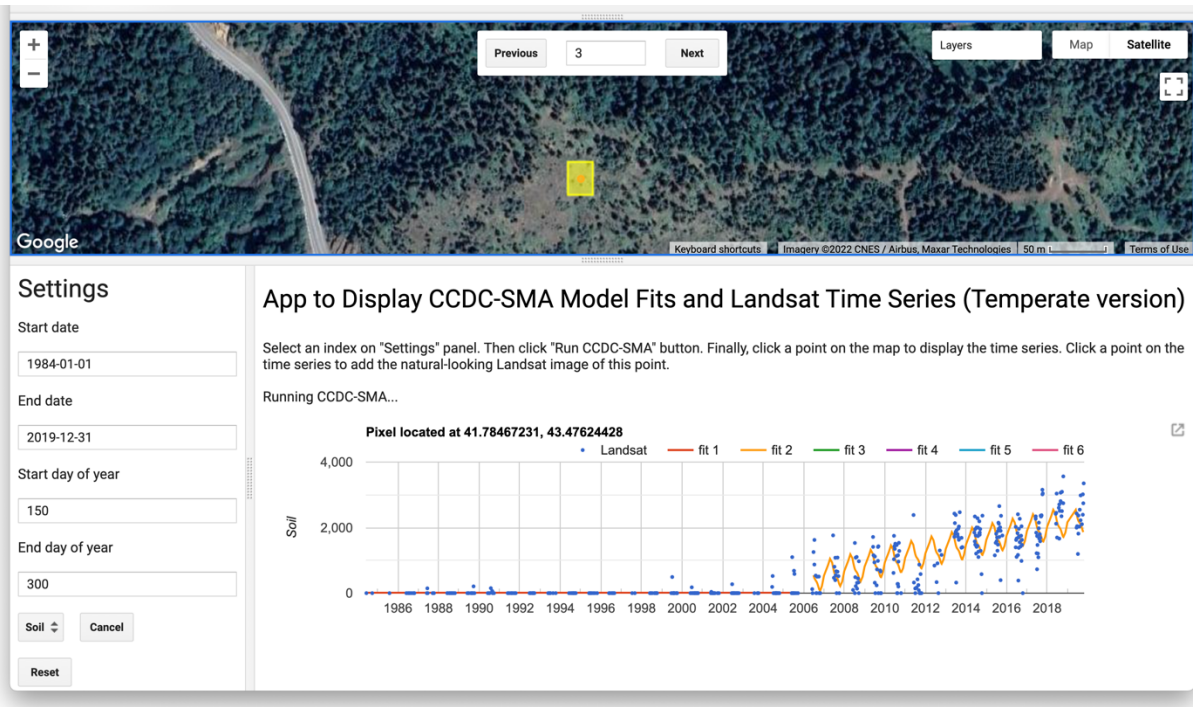 +
−
Previous
3
Next
Layers
Map
Satellite
Google
Keyboard shortcuts
Imagery ©2022 CNES / Airbus, Maxar Technologies
50 m
Terms of Use
Settings
Start date
1984-01-01
End date
2019-12-31
Start day of year
150
End day of year
300
Soil
Cancel
Reset
App to Display CCDC-SMA Model Fits and Landsat Time Series (Temperate version)
Select an index on "Settings" panel. Then click "Run CCDC-SMA" button. Finally, click a point on the map to display the time series. Click a point on the
time series to add the natural-looking Landsat image of this point.
Running CCDC-SMA...
Pixel located at 41.78467231, 43.47624428
Landsat fit 1 fit 2 fit 3 fit 4 fit 5 fit 6
4,000
2,000
0
Soil
1986 1988 1990 1992 1994 1996 1998 2000 2002 2004 2006 2008 2010 2012 2014 2016 2018